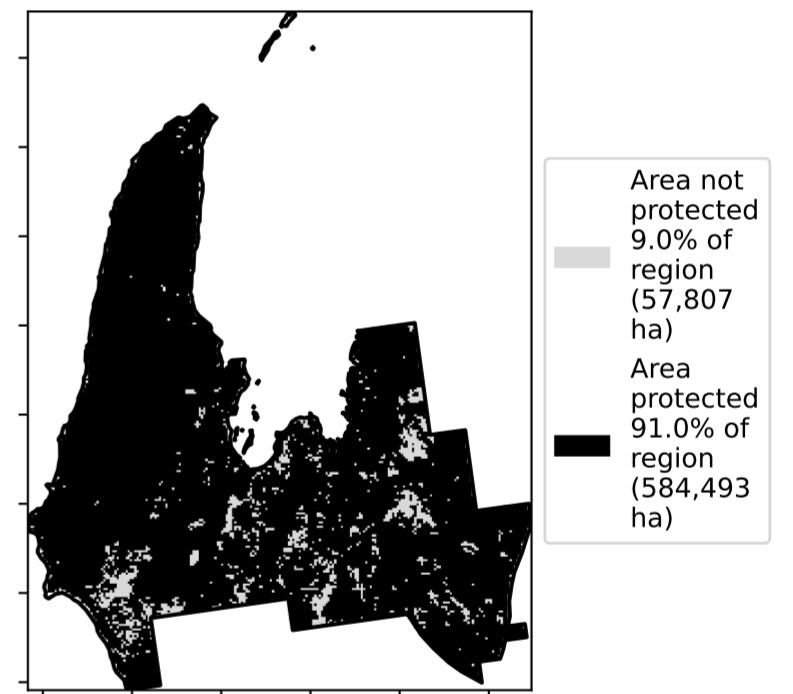 Area not
protected
9.0% of
region
(57,807
ha)
Area
protected
91.0% of
region
(584,493
ha)